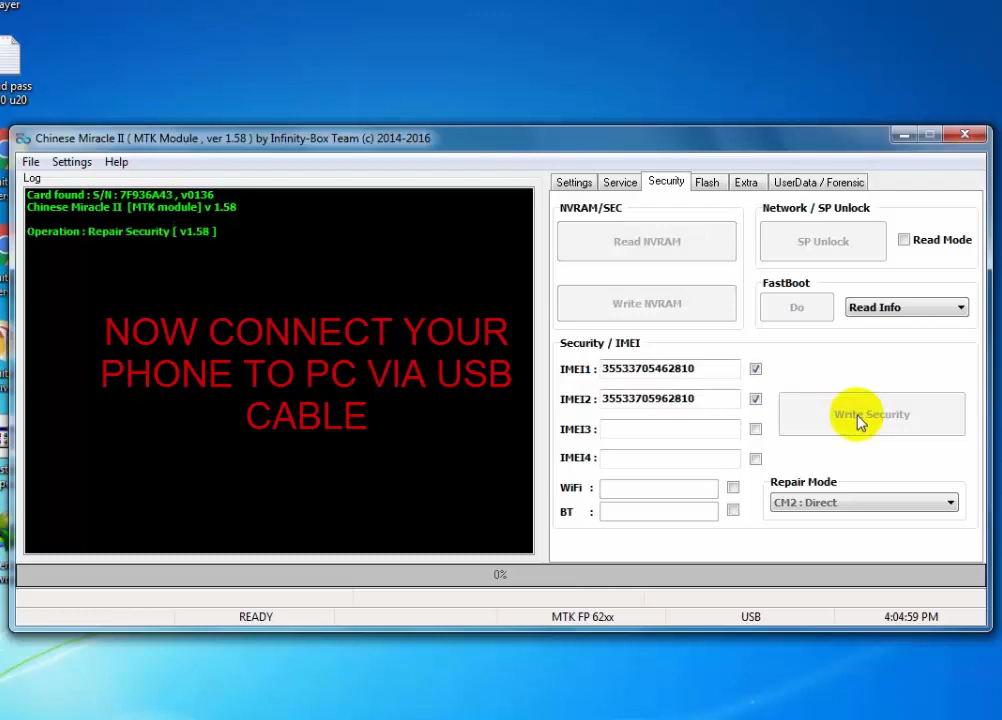 ayer
d pass
0 u20
Chinese Miracle II ( MTK Module , ver 1.58 ) by Infinity-Box Team (c) 2014-2016
File Settings Help
Log
Card found : S/N : 7F936A43 , v0136
Chinese Miracle II [MTK module] v 1.58
Operation : Repair Security [ v1.58 ]
NOW CONNECT YOUR
PHONE TO PC VIA USB
CABLE
Settings Service Security Flash Extra UserData / Forensic
NVRAM/SEC
Read NVRAM
Write NVRAM
Network / SP Unlock
SP Unlock Read Mode
FastBoot
Do Read Info
Security / IMEI
IMEI1 : 35533705462810
IMEI2 : 35533705962810
IMEI3 :
IMEI4 :
WiFi :
BT :
Write Security
Repair Mode
CM2 : Direct
0%
READY MTK FP 62xx USB 4:04:59 PM